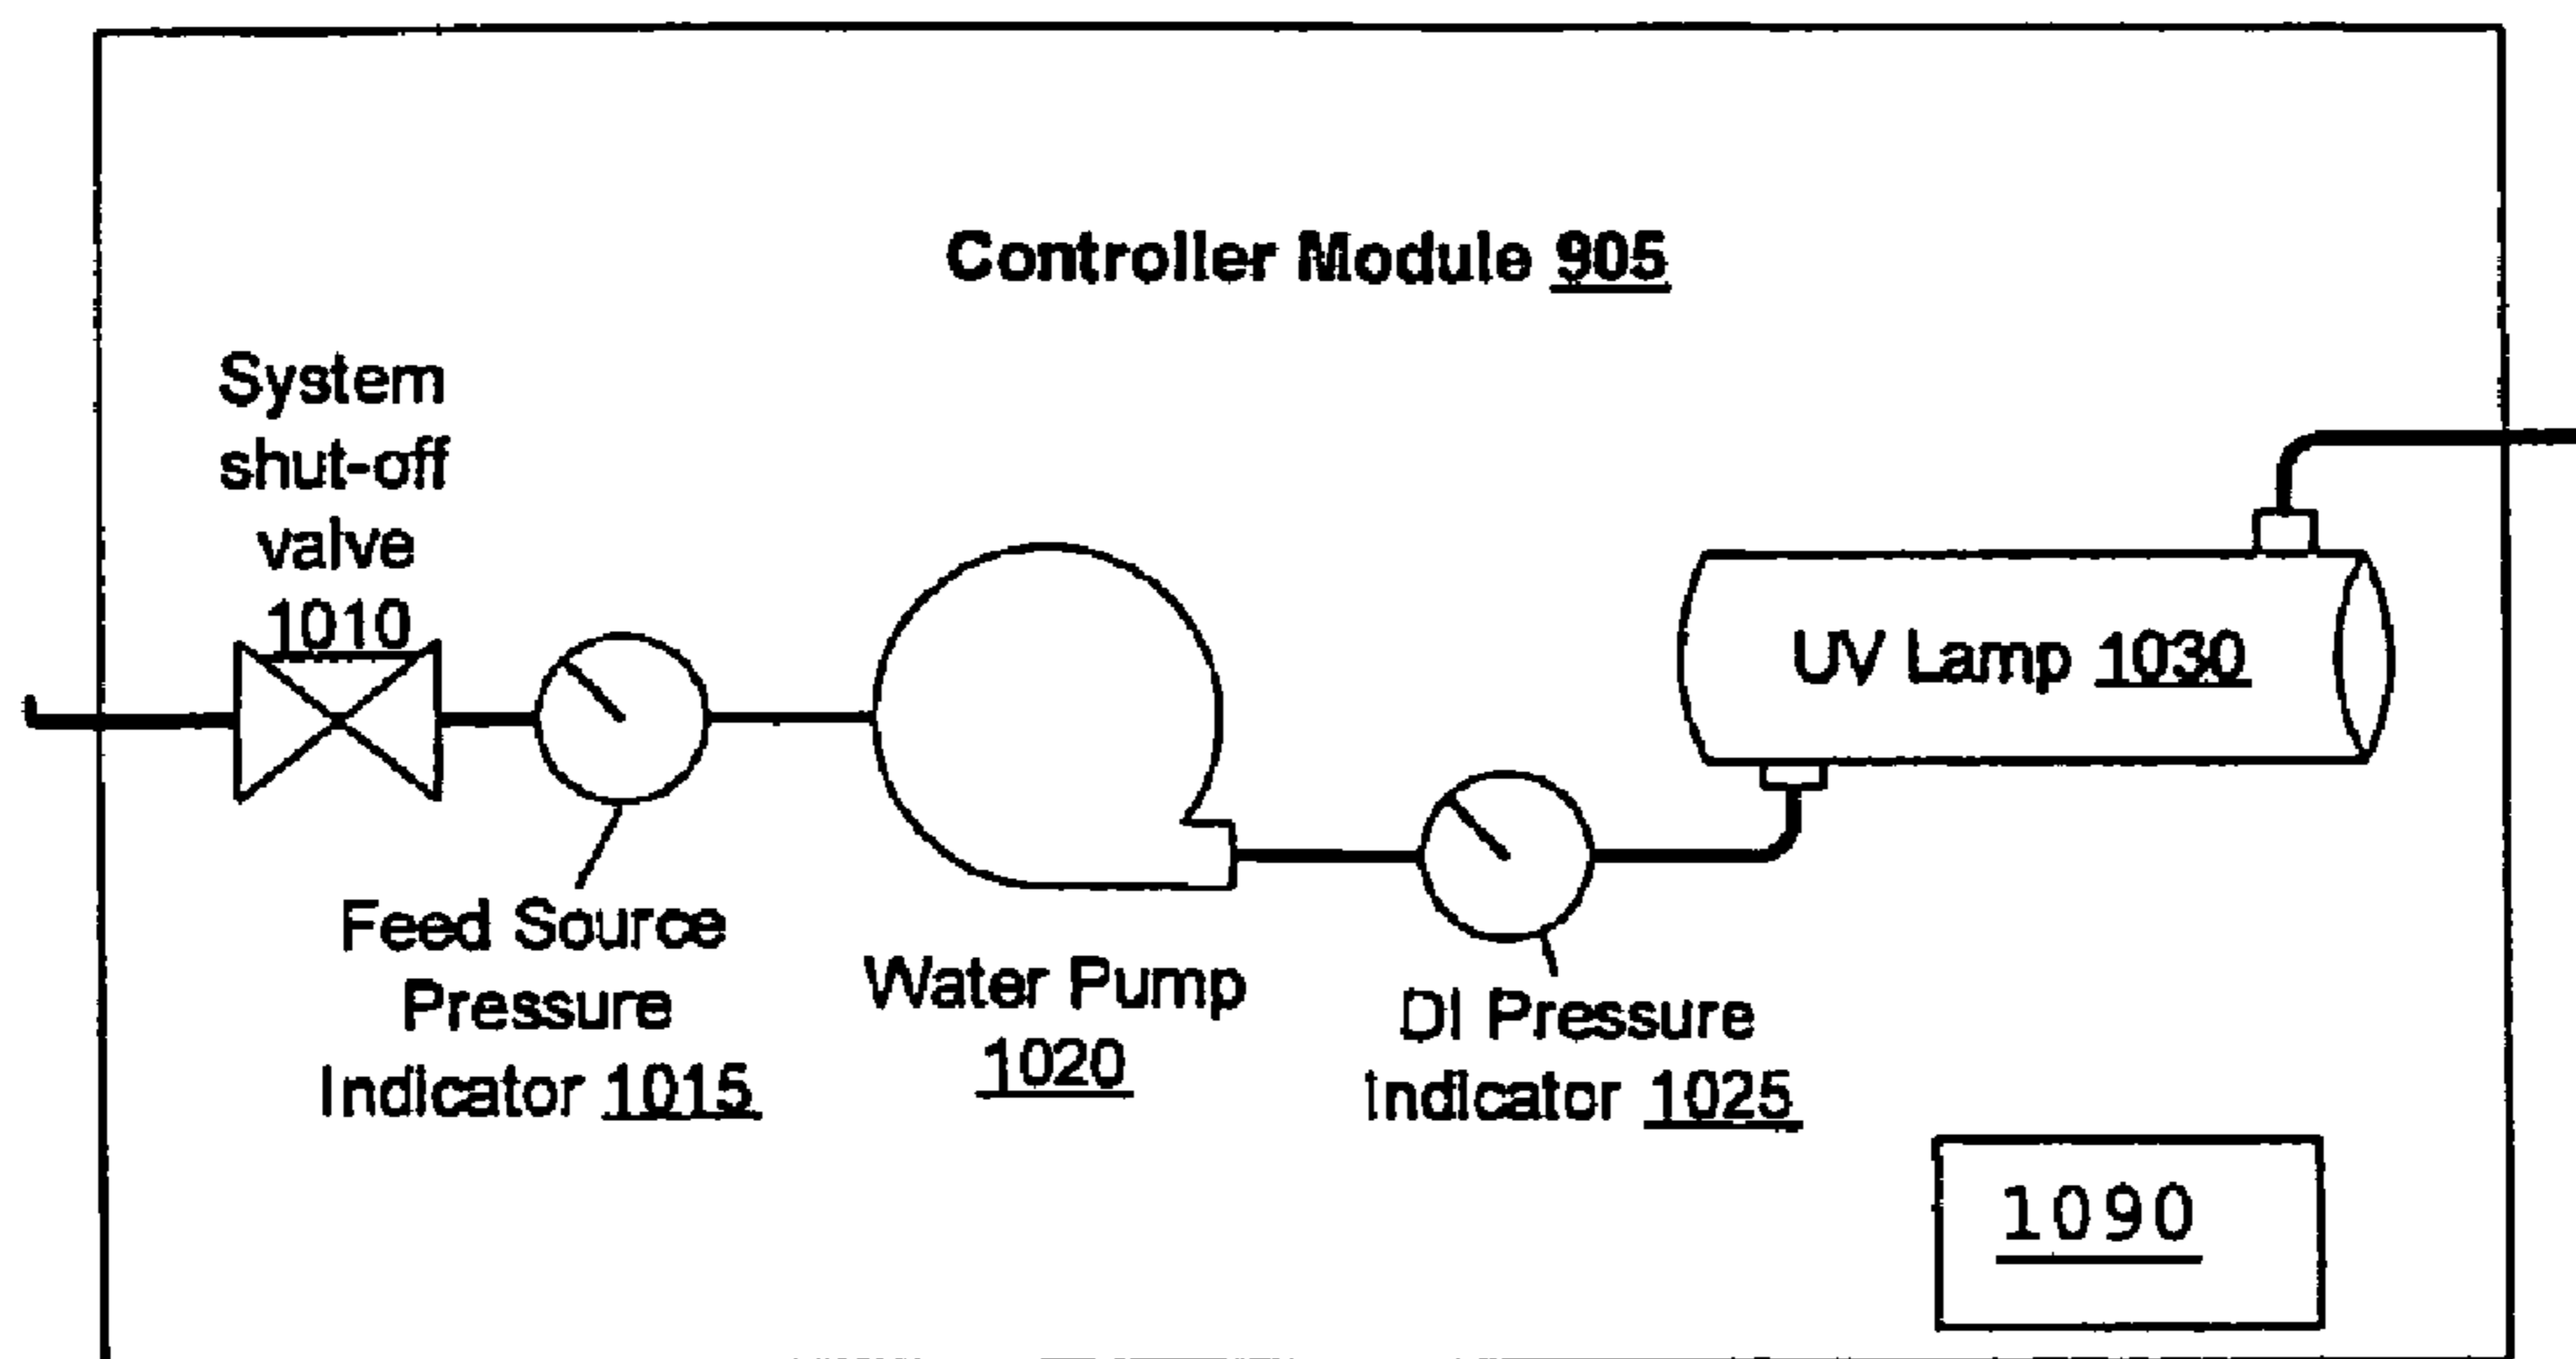 Controller Module 905
System
shut-off
valve
1010
UV Lamp 1030
Feed Source
Pressure
Indicator 1015
Water Pump
1020
DI Pressure
Indicator 1025
1090